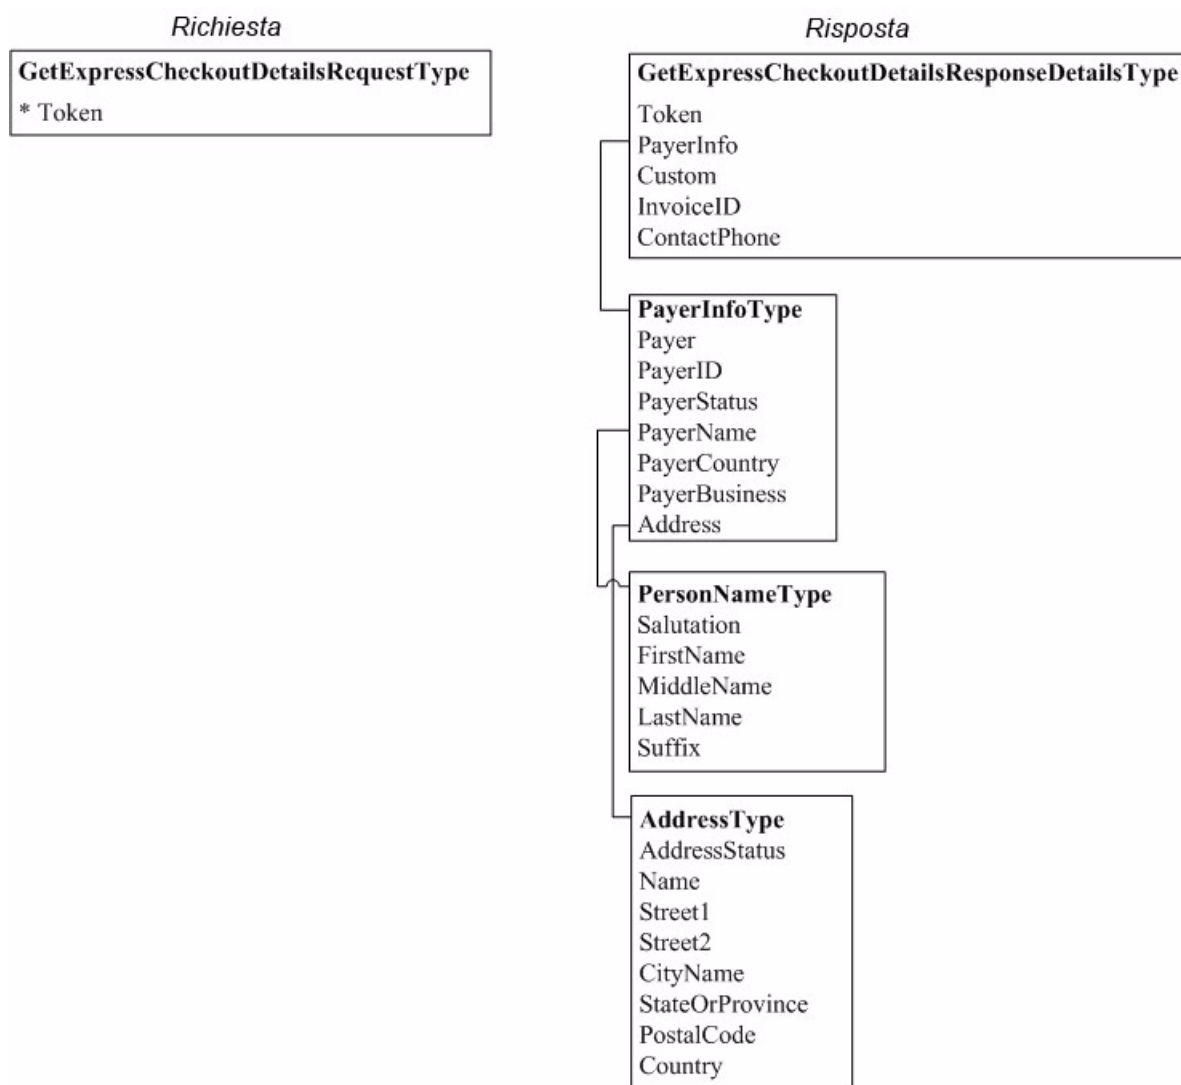 Richiesta
GetExpressCheckoutDetailsRequestType
* Token
Risposta
GetExpressCheckoutDetailsResponseDetailsType
Token
PayerInfo
Custom
InvoiceID
ContactPhone
PayerInfoType
Payer
PayerID
PayerStatus
PayerName
PayerCountry
PayerBusiness
Address
PersonNameType
Salutation
FirstName
MiddleName
LastName
Suffix
AddressType
AddressStatus
Name
Street1
Street2
CityName
StateOrProvince
PostalCode
Country